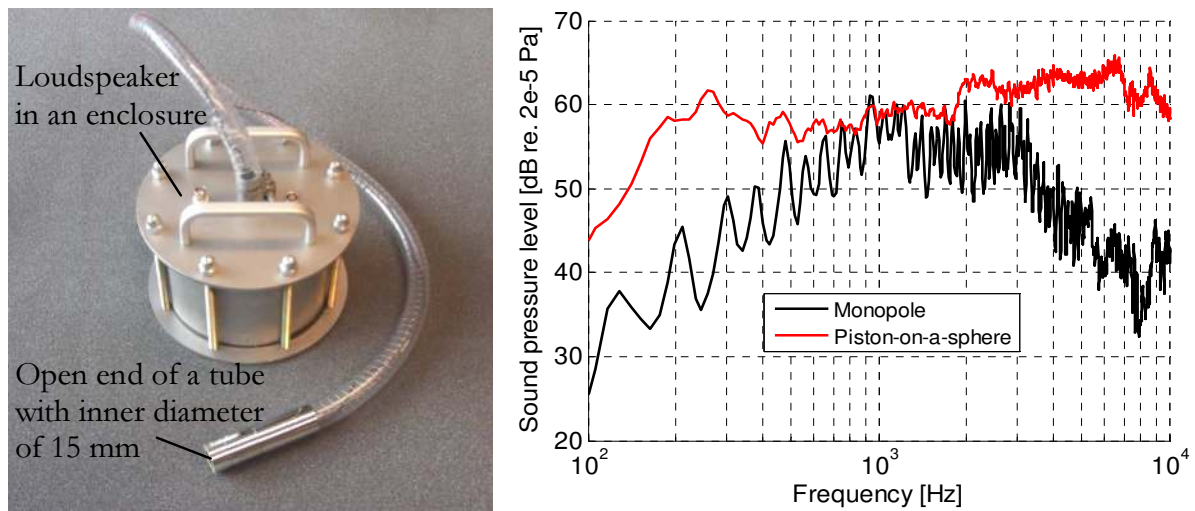 Loudspeaker
in an enclosure
Open end of a tube
with inner diameter
of 15 mm
Sound pressure level [dB re. 2e-5 Pa]
70
60
50
40
30
20
Monopole
Piston-on-a-sphere
10²
10³
10⁴
Frequency [Hz]